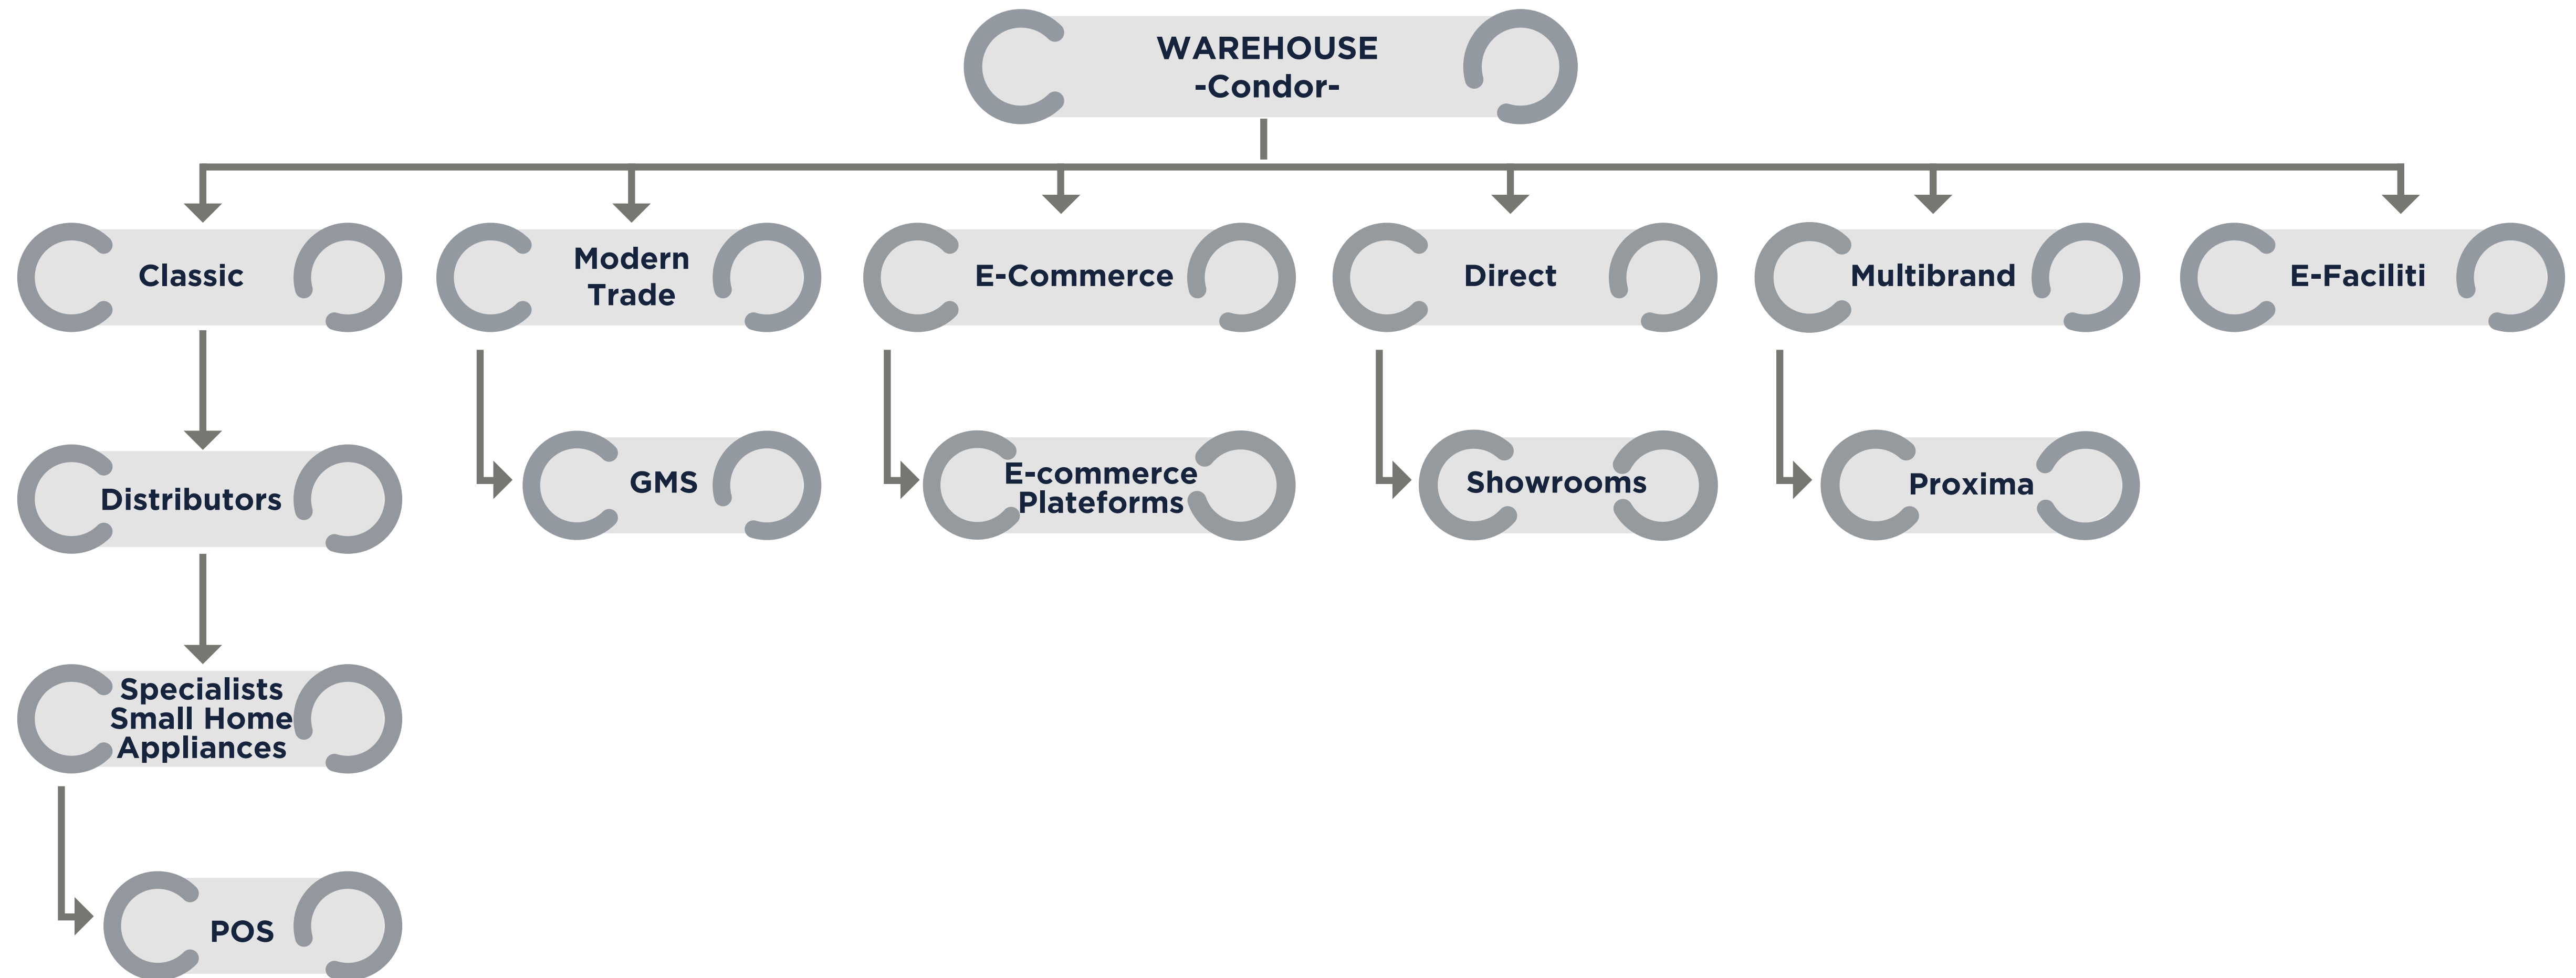 WAREHOUSE
-Condor-
Classic
Modern
Trade
E-Commerce
Direct
Multibrand
E-Faciliti
Distributors
GMS
E-commerce
Plateforms
Showrooms
Proxima
Specialists
Small Home
Appliances
POS